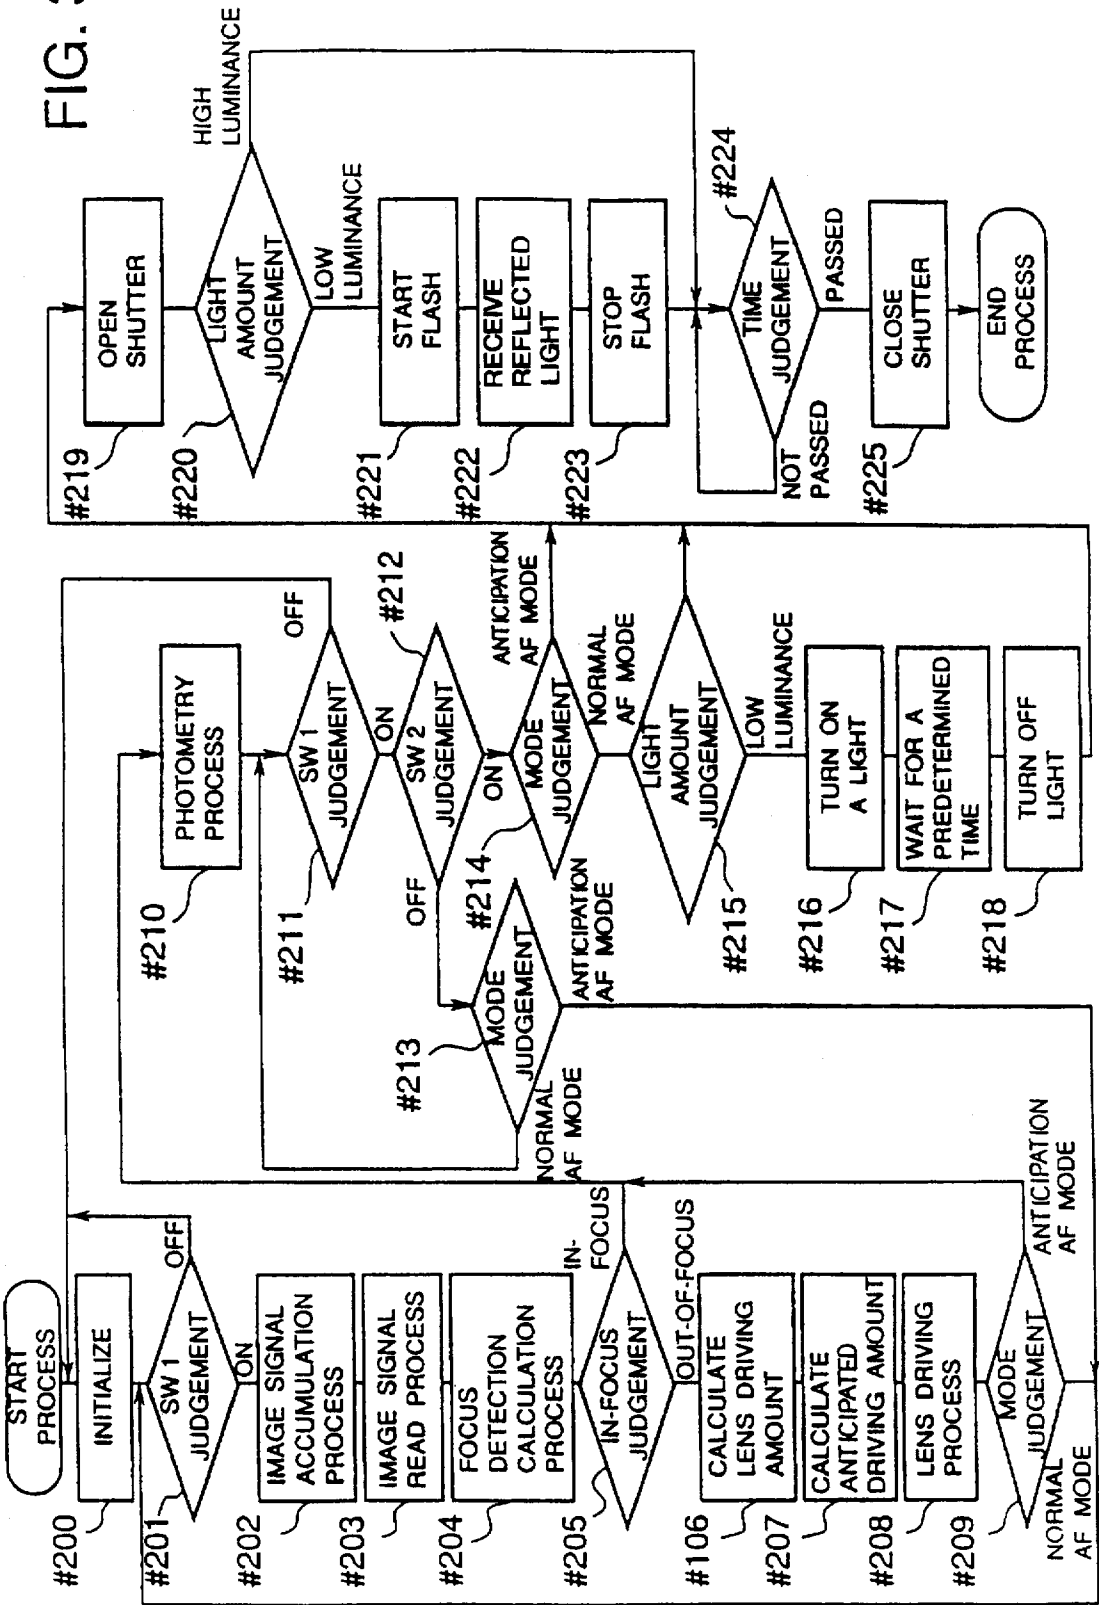 FIG.
START
PROCESS
INITIALIZE
#200
SW 1
JUDGEMENT
OFF
#201
ON
IMAGE SIGNAL
ACCUMULATION
PROCESS
#202
IMAGE SIGNAL
READ PROCESS
#203
FOCUS
DETECTION
CALCULATION
PROCESS
#204
IN-
FOCUS
IN-FOCUS
JUDGEMENT
#205
OUT-OF-FOCUS
CALCULATE
LENS DRIVING
AMOUNT
#106
CALCULATE
ANTICIPATED
DRIVING AMOUNT
#207
LENS DRIVING
PROCESS
#208
MODE
JUDGEMENT
#209
ANTICIPATION
AF MODE
NORMAL
AF MODE
PHOTOMETRY
PROCESS
#210
OFF
SW 1
JUDGEMENT
#211
ON
#212
SW 2
JUDGEMENT
OFF
ON
MODE
JUDGEMENT
#213
NORMAL
AF MODE
ANTICIPATION
AF MODE
MODE
JUDGEMENT
#214
ANTICIPATION
AF MODE
NORMAL
AF MODE
LIGHT
AMOUNT
JUDGEMENT
#215
LOW
LUMINANCE
TURN ON
A LIGHT
#216
WAIT FOR A
PREDETERMINED
TIME
#217
TURN OFF
LIGHT
#218
OPEN
SHUTTER
#219
HIGH
LUMINANCE
LIGHT
AMOUNT
JUDGEMENT
#220
LOW
LUMINANCE
START
FLASH
#221
RECEIVE
REFLECTED
LIGHT
#222
STOP
FLASH
#223
#224
TIME
JUDGEMENT
NOT
PASSED
PASSED
CLOSE
SHUTTER
#225
END
PROCESS